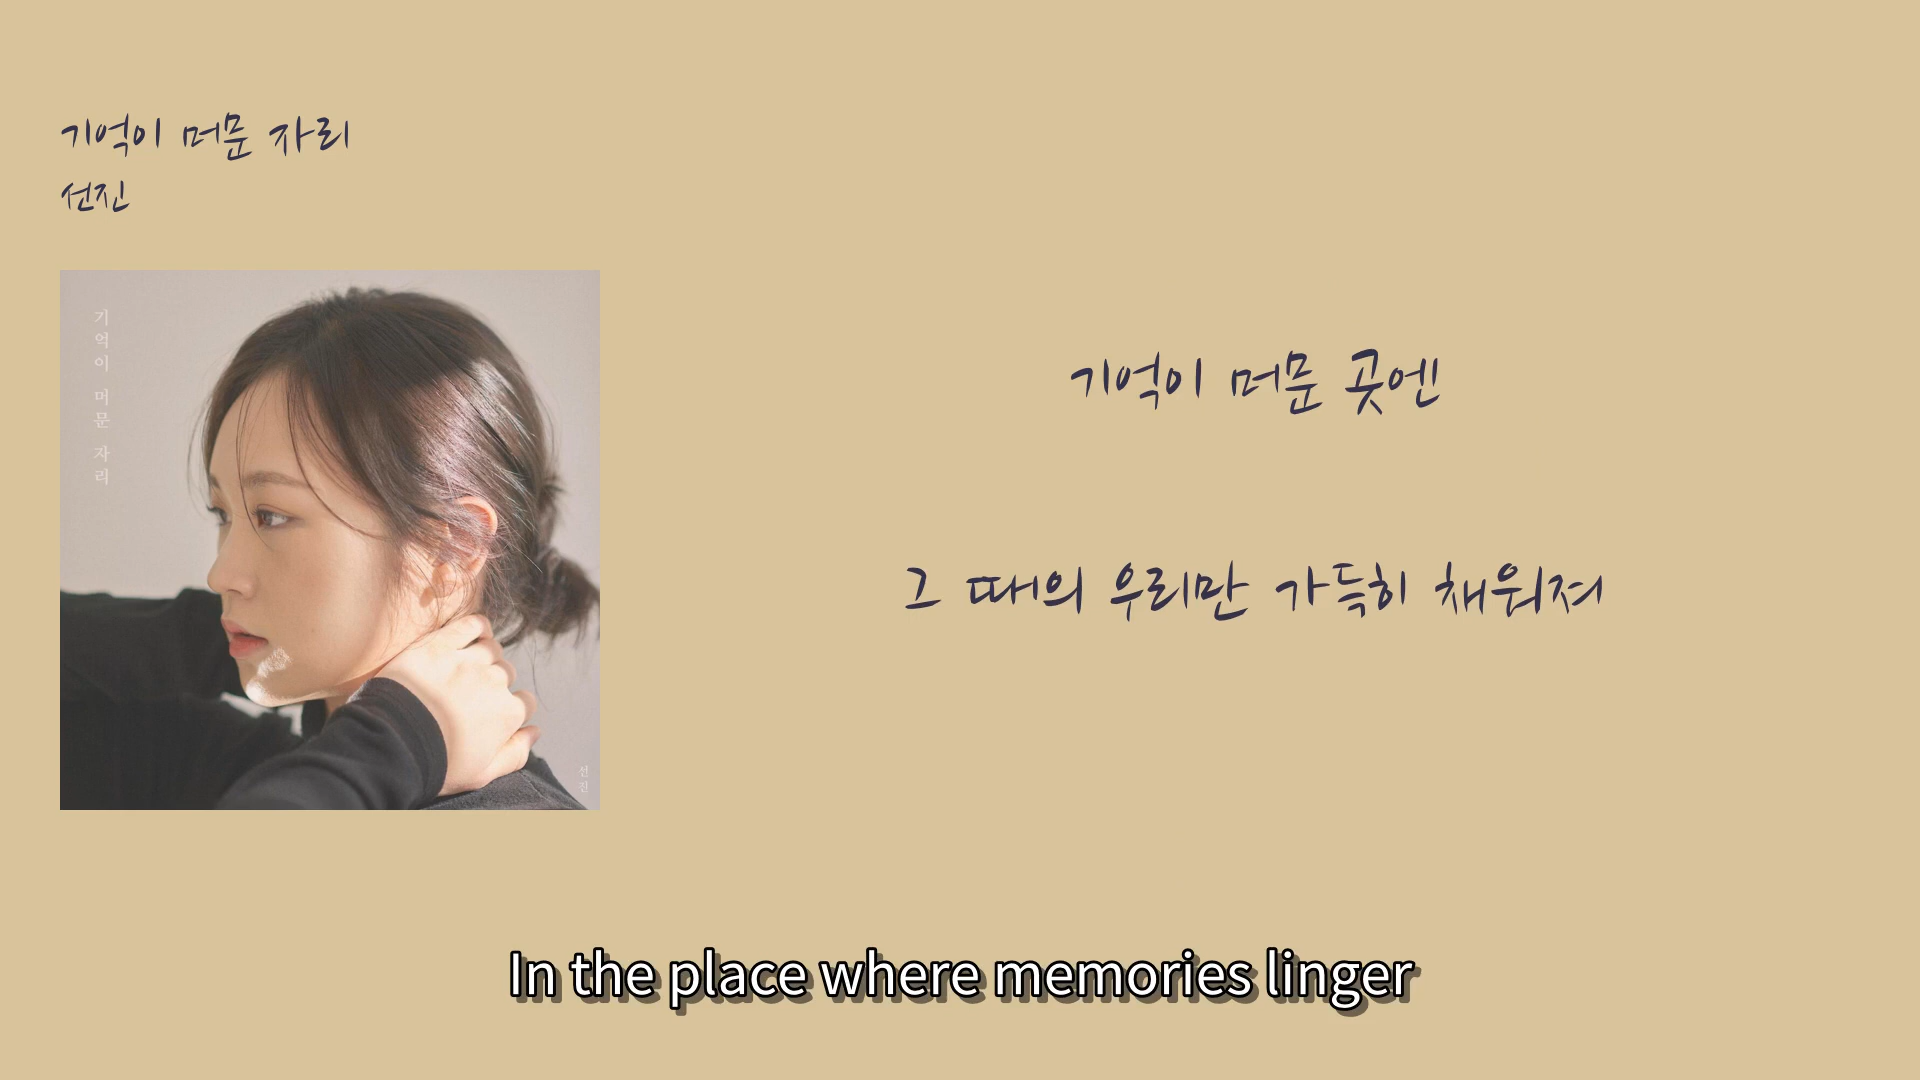 기억이 머문 자리
선진
기억이 머문 자리
선진
기억이 머문 곳엔
그 때의 우리만 가득히 채워져
In the place where memories linger